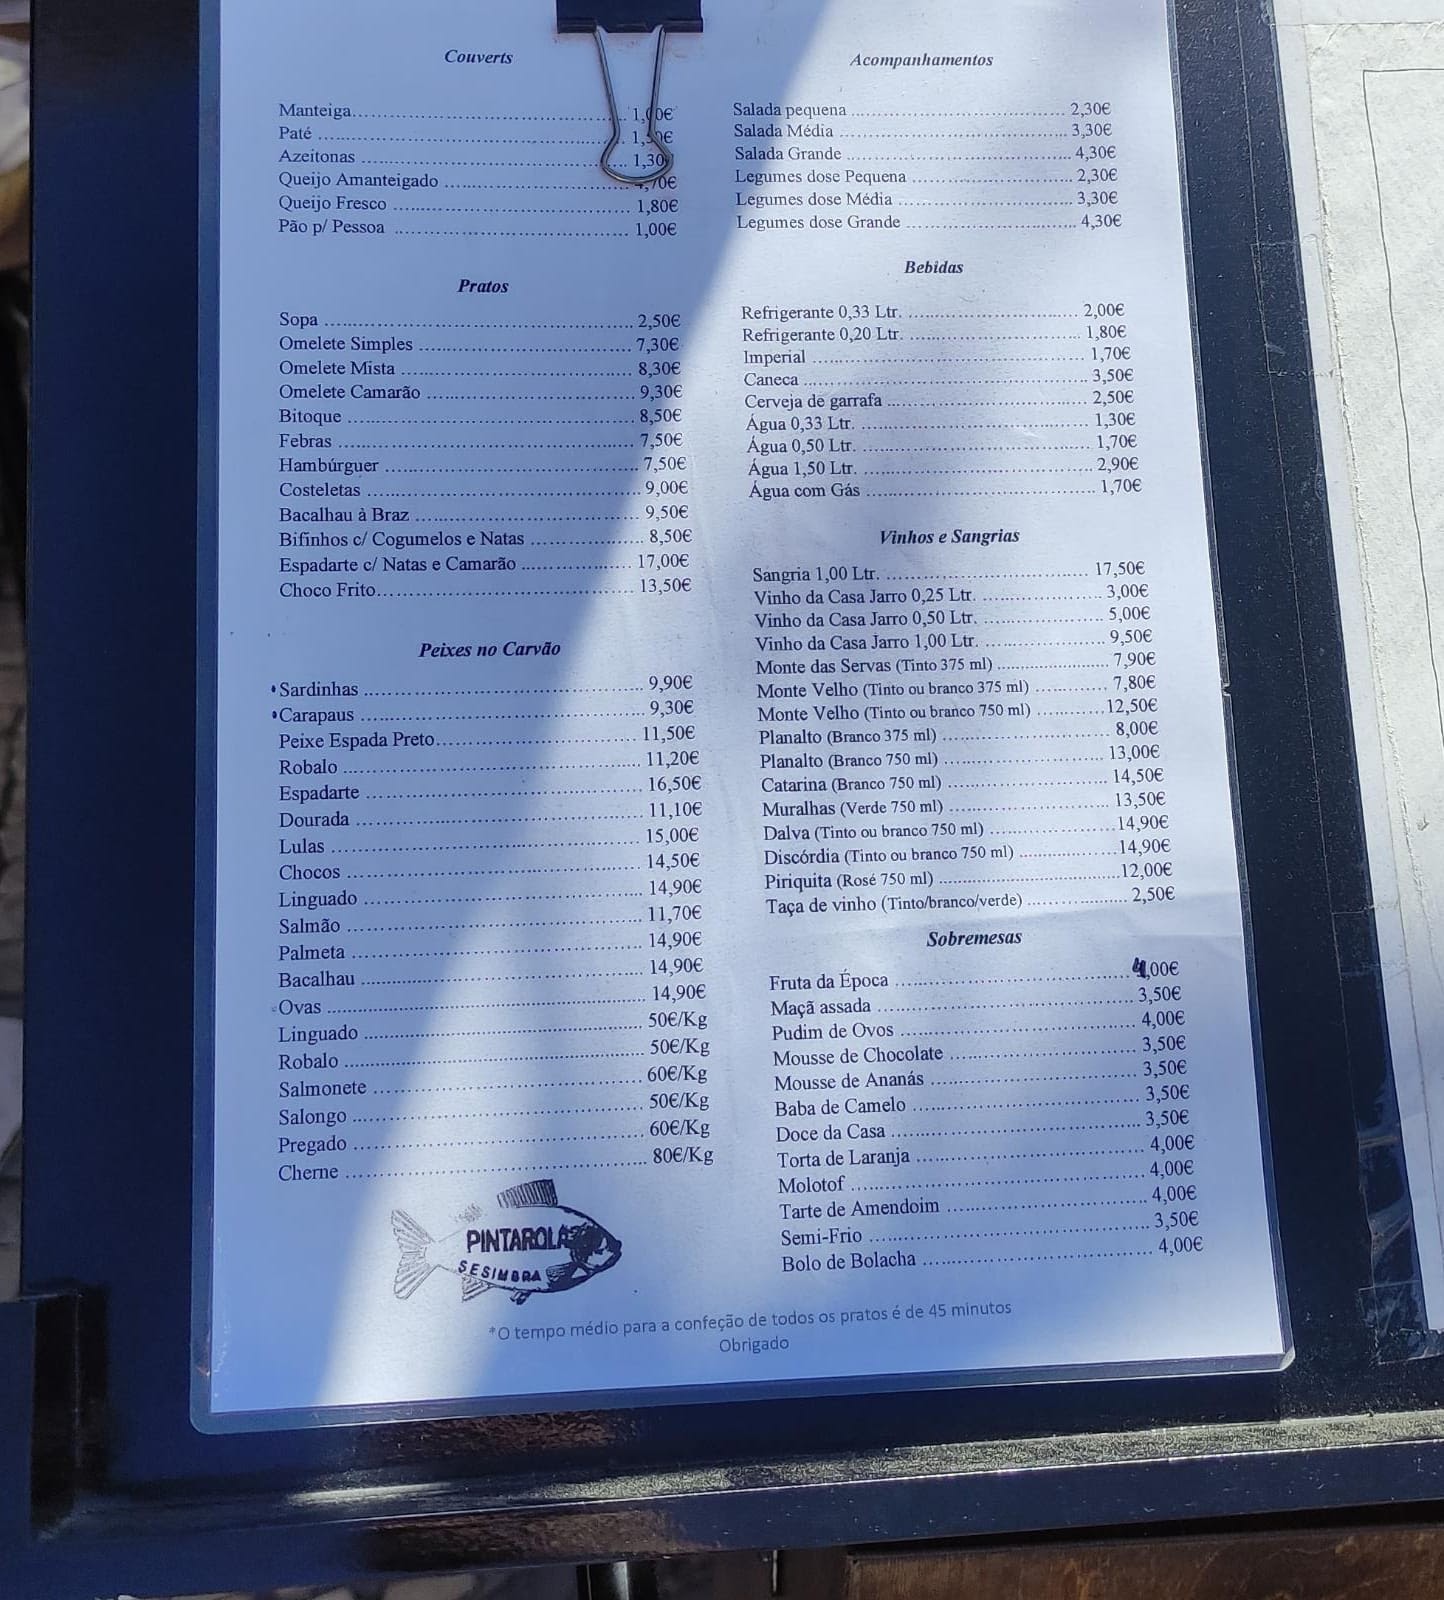 Couverts
Manteiga 1,00€
Paté
Azeitonas 1,30
Queijo Amanteigado
Queijo Fresco 1,80€
Pão p/ Pessoa 1,00€
Pratos
Sopa 2,50€
Omelete Simples 7,30€
Omelete Mista 8,30€
Omelete Camarão 9,30€
Bitoque 8,50€
Febras 7,50€
Hambúrguer 7,50€
Costeletas 9,00€
Bacalhau à Braz 9,50€
Bifinhos c/ Cogumelos e Natas 8,50€
Espadarte c/ Natas e Camarão 17,00€
Choco Frito 13,50€
Peixes no Carvão
Sardinhas 9,90€
Carapaus 9,30€
Peixe Espada Preto 11,50€
Robalo 11,20€
Espadarte 16,50€
Dourada 11,10€
Lulas 15,00€
Chocos 14,50€
Linguado 14,90€
Salmão 11,70€
Palmeta 14,90€
Bacalhau 14,90€
Ovas 14,90€
Linguado 50€/Kg
Robalo 50€/Kg
Salmonete 60€/Kg
Salongo 50€/Kg
Pregado 60€/Kg
Cherne 80€/Kg
PINTAROLA
SESIMBRA
Acompanhamentos
Salada pequena 2,30€
Salada Média 3,30€
Salada Grande 4,30€
Legumes dose Pequena 2,30€
Legumes dose Média 3,30€
Legumes dose Grande 4,30€
Bebidas
Refrigerante 0,33 Ltr. 2,00€
Refrigerante 0,20 Ltr. 1,80€
Imperial 1,70€
Caneca 3,50€
Cerveja de garrafa 2,50€
Água 0,33 Ltr. 1,30€
Água 0,50 Ltr. 1,70€
Água 1,50 Ltr. 2,90€
Água com Gás 1,70€
Vinhos e Sangrias
Sangria 1,00 Ltr. 17,50€
Vinho da Casa Jarro 0,25 Ltr. 3,00€
Vinho da Casa Jarro 0,50 Ltr. 5,00€
Vinho da Casa Jarro 1,00 Ltr. 9,50€
Monte das Servas (Tinto 375 ml) 7,90€
Monte Velho (Tinto ou branco 375 ml) 7,80€
Monte Velho (Tinto ou branco 750 ml) 12,50€
Planalto (Branco 375 ml) 8,00€
Planalto (Branco 750 ml) 13,00€
Catarina (Branco 750 ml) 14,50€
Muralhas (Verde 750 ml) 13,50€
Dalva (Tinto ou branco 750 ml) 14,90€
Discórdia (Tinto ou branco 750 ml) 14,90€
Piriquita (Rosé 750 ml) 12,00€
Taça de vinho (Tinto/branco/verde) 2,50€
Sobremesas
Fruta da Época 4,00€
Maçã assada 3,50€
Pudim de Ovos 4,00€
Mousse de Chocolate 3,50€
Mousse de Ananás 3,50€
Baba de Camelo 3,50€
Doce da Casa 3,50€
Torta de Laranja 4,00€
Molotof 4,00€
Tarte de Amendoim 4,00€
Semi-Frio 3,50€
Bolo de Bolacha 4,00€
*O tempo médio para a confeção de todos os pratos é de 45 minutos
Obrigado